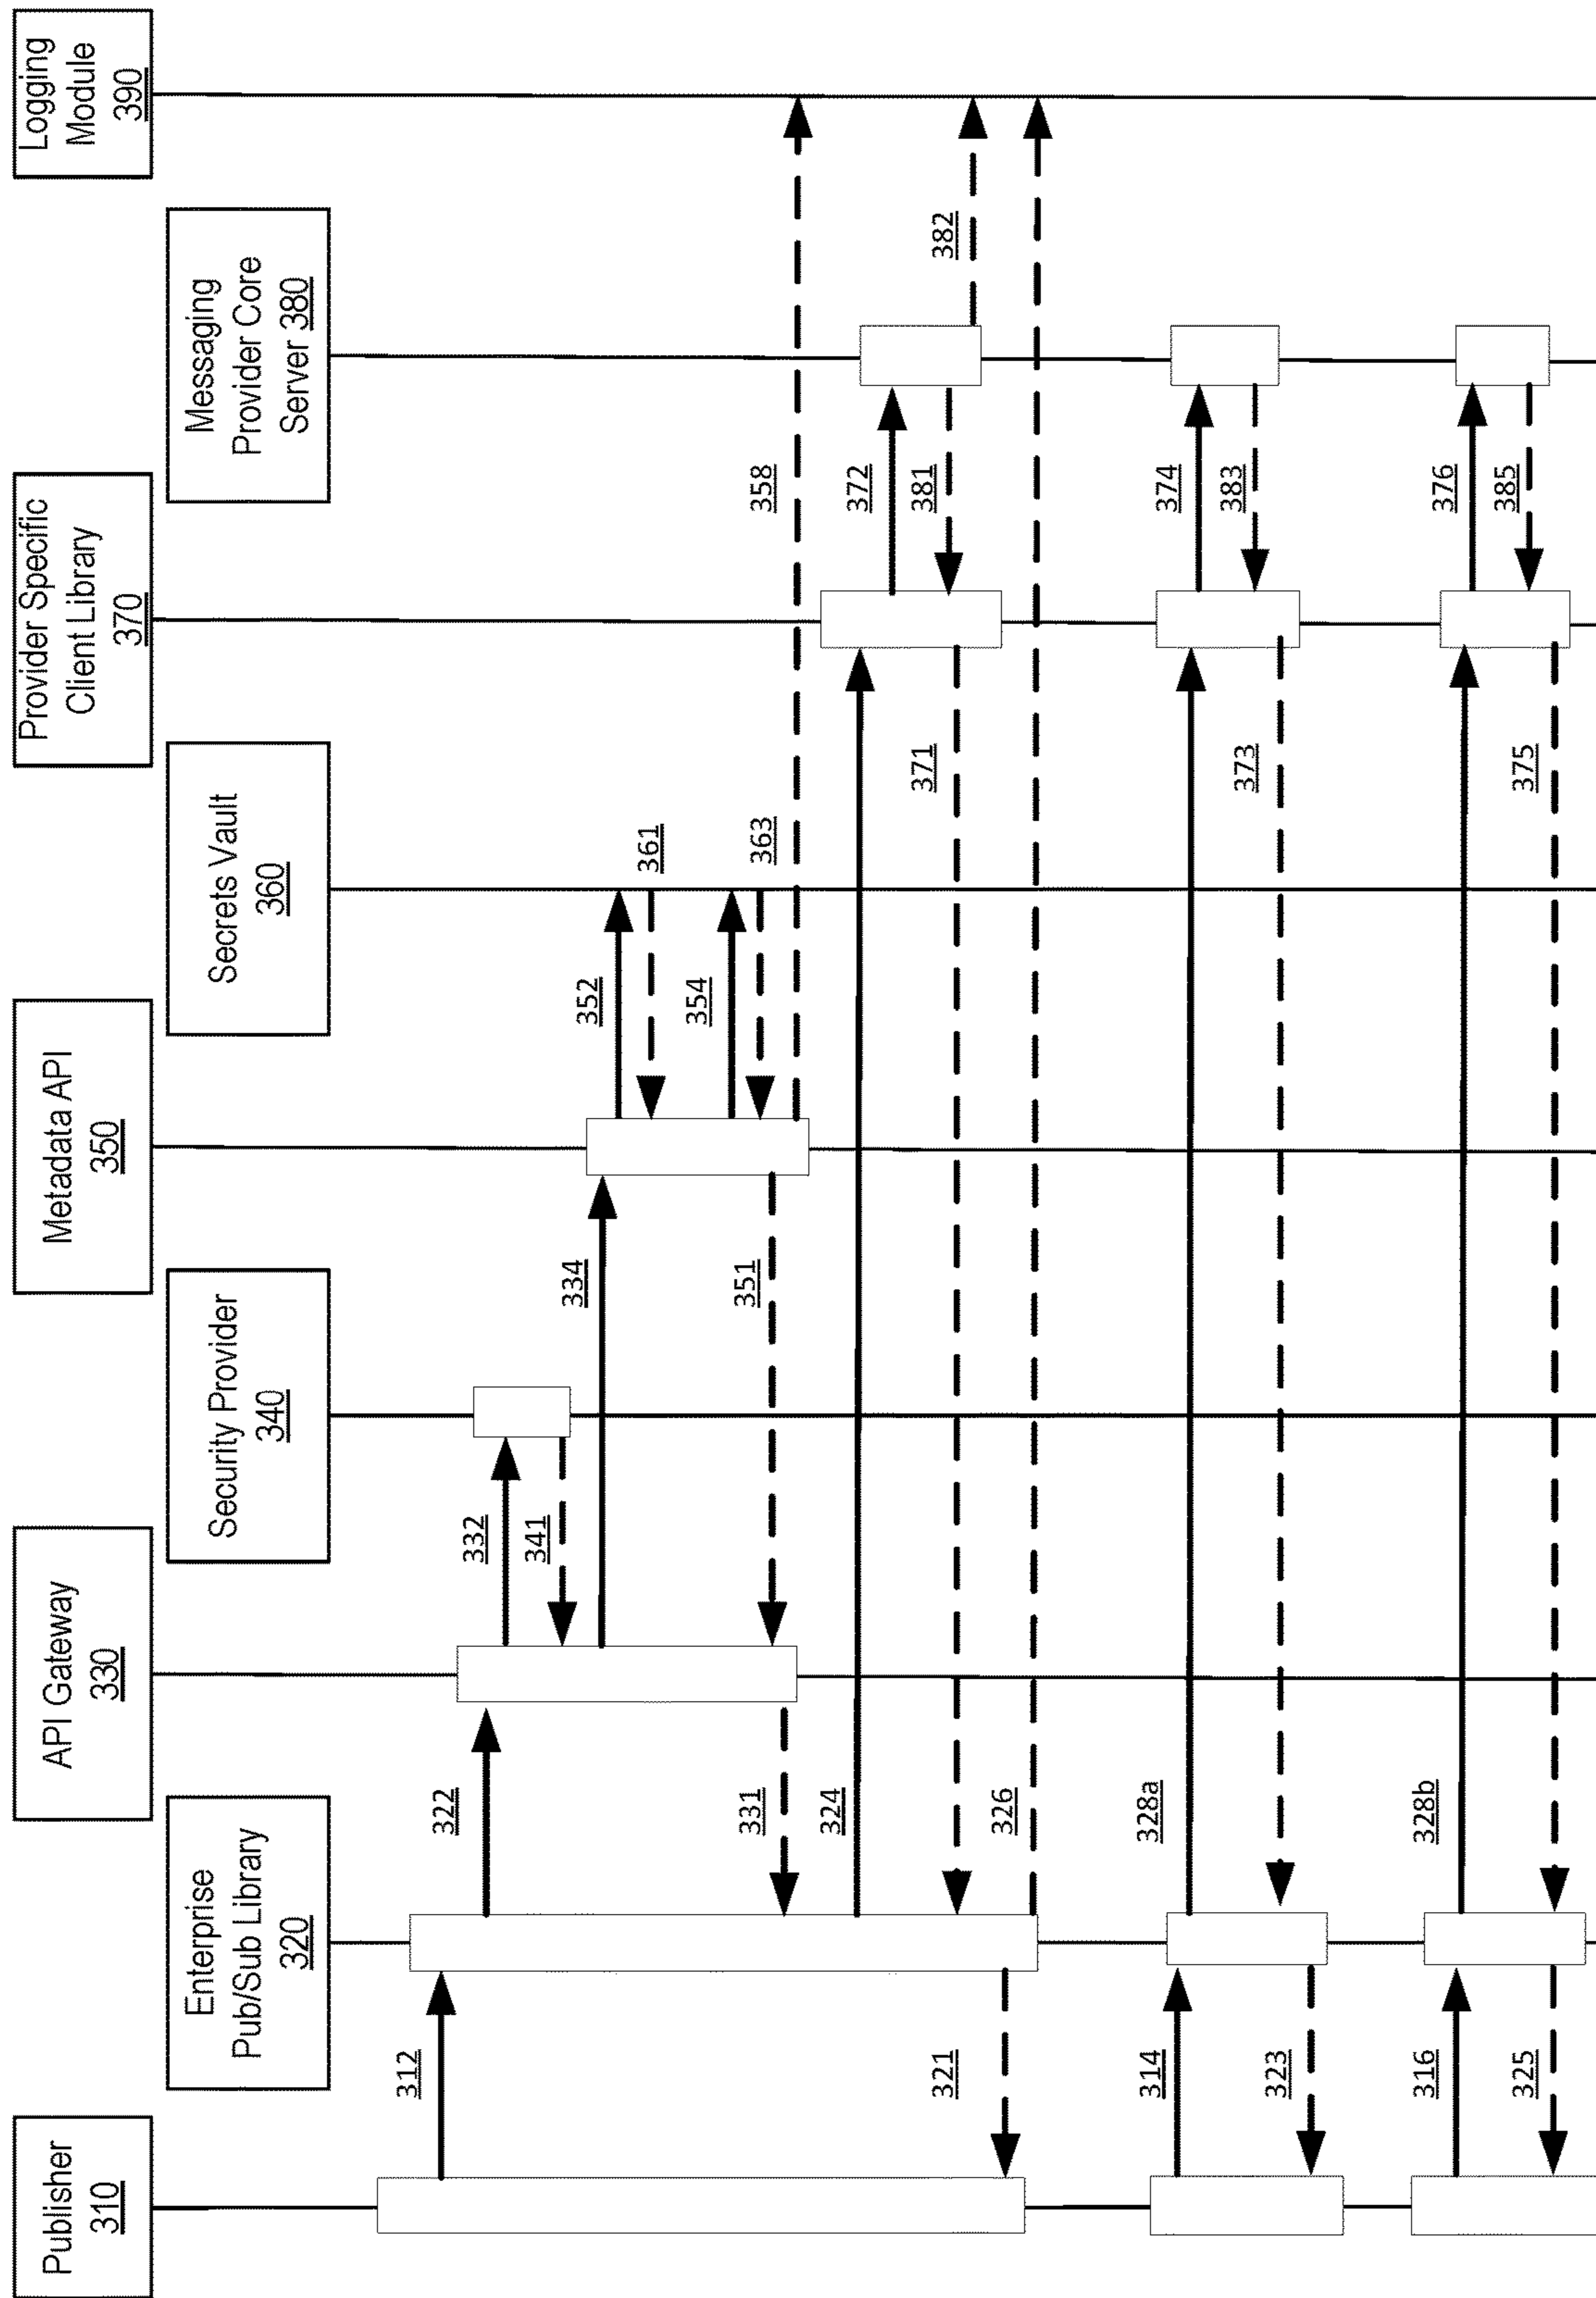 Publisher
310
Enterprise
Pub/Sub Library
320
API Gateway
330
Security Provider
340
Metadata API
350
Secrets Vault
360
Provider Specific
Client Library
370
Messaging
Provider Core
Server 380
Logging
Module
390
312
322
332
341
334
352
361
354
363
351
331
358
324
372
381
371
382
321
326
314
328a
374
383
373
323
316
328b
376
385
375
325